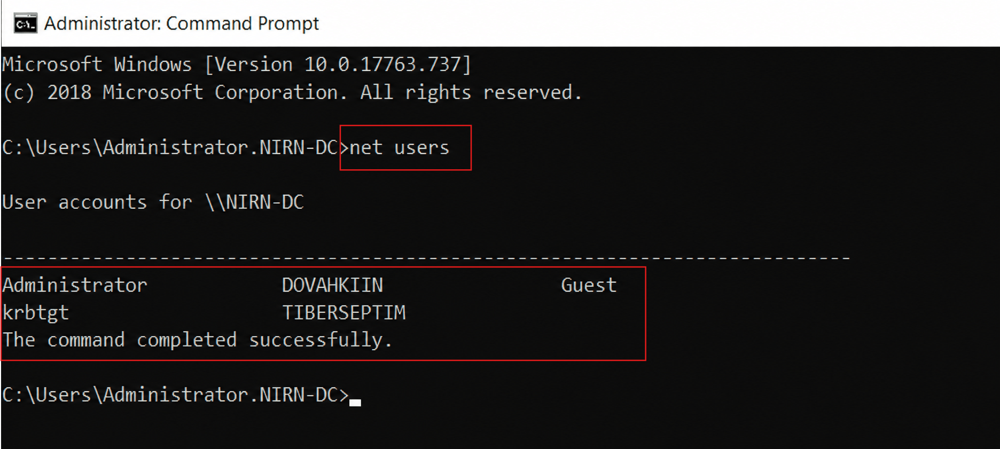 C:\. Administrator: Command Prompt
Microsoft Windows [Version 10.0.17763.737]
(c) 2018 Microsoft Corporation. All rights reserved.
C:\Users\Administrator.NIRN-DC>net users
User accounts for \\NIRN-DC
-------------------------------------------------------------------------------
Administrator            DOVAHKIIN                Guest
krbtgt                   TIBERSEPTIM
The command completed successfully.
C:\Users\Administrator.NIRN-DC>